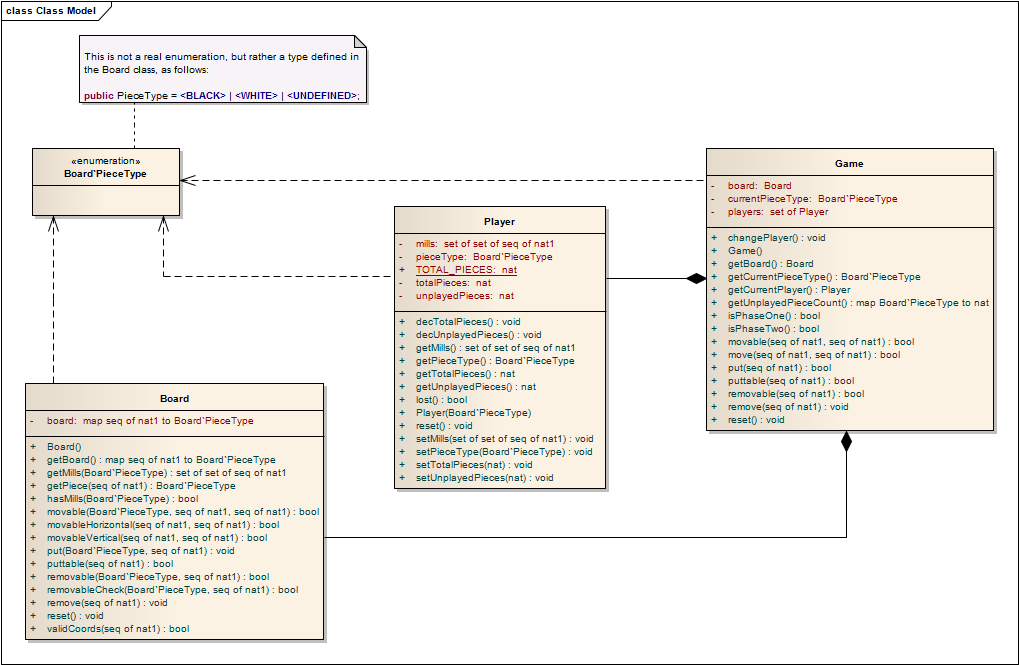 class Class Model
This is not a real enumeration, but rather a type defined in
the Board class, as follows:
public PieceType = <BLACK> | <WHITE> | <UNDEFINED>;
«enumeration»
Board`PieceType
Game
- board: Board
- currentPieceType: Board`PieceType
- players: set of Player
+ changePlayer() : void
+ Game()
+ getBoard() : Board
+ getCurrentPieceType() : Board`PieceType
+ getCurrentPlayer() : Player
+ getUnplayedPieceCount() : map Board`PieceType to nat
+ isPhaseOne() : bool
+ isPhaseTwo() : bool
+ movable(seq of nat1, seq of nat1) : bool
+ move(seq of nat1, seq of nat1) : bool
+ put(seq of nat1) : bool
+ puttable(seq of nat1) : bool
+ removable(seq of nat1) : bool
+ remove(seq of nat1) : void
+ reset() : void
Player
- mills: set of set of seq of nat1
- pieceType: Board`PieceType
+ TOTAL_PIECES: nat
- totalPieces: nat
- unplayedPieces: nat
+ decTotalPieces() : void
+ decUnplayedPieces() : void
+ getMills() : set of set of seq of nat1
+ getPieceType() : Board`PieceType
+ getTotalPieces() : nat
+ getUnplayedPieces() : nat
+ lost() : bool
+ Player(Board`PieceType)
+ reset() : void
+ setMills(set of set of seq of nat1) : void
+ setPieceType(Board`PieceType) : void
+ setTotalPieces(nat) : void
+ setUnplayedPieces(nat) : void
Board
- board: map seq of nat1 to Board`PieceType
+ Board()
+ getBoard() : map seq of nat1 to Board`PieceType
+ getMills(Board`PieceType) : set of set of seq of nat1
+ getPiece(seq of nat1) : Board`PieceType
+ hasMills(Board`PieceType) : bool
+ movable(Board`PieceType, seq of nat1, seq of nat1) : bool
+ movableHorizontal(seq of nat1, seq of nat1) : bool
+ movableVertical(seq of nat1, seq of nat1) : bool
+ put(Board`PieceType, seq of nat1) : void
+ puttable(seq of nat1) : bool
+ removable(Board`PieceType, seq of nat1) : bool
+ removableCheck(Board`PieceType, seq of nat1) : bool
+ remove(seq of nat1) : void
+ reset() : void
+ validCoords(seq of nat1) : bool